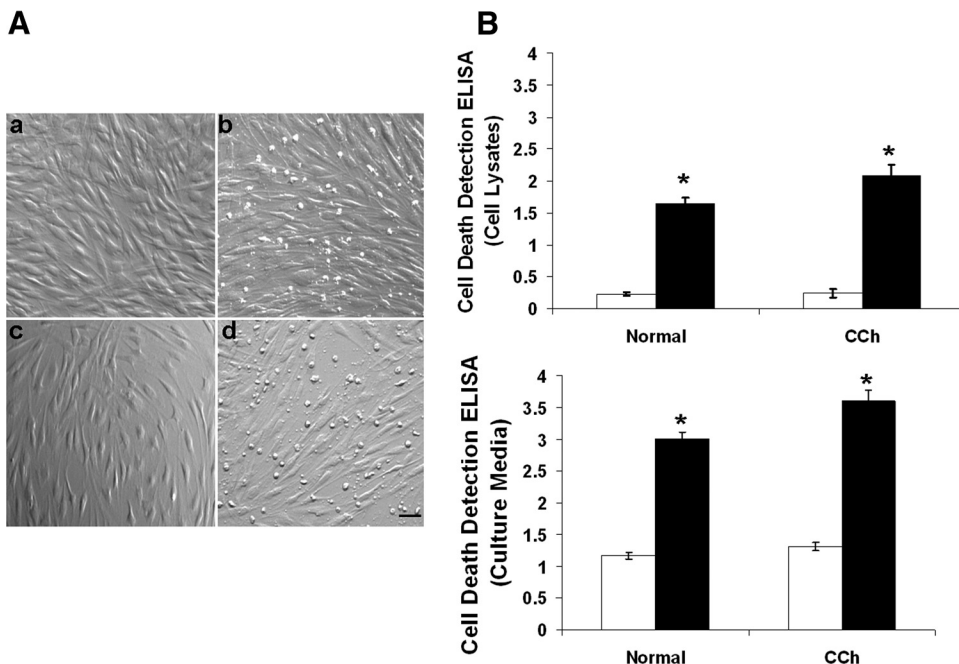 A
a
b
c
d
B
Cell Death Detection ELISA
(Cell Lysates)
4
3.5
3
2.5
2
1.5
1
0.5
0
*
*
Normal
CCh
Cell Death Detection ELISA
(Culture Media)
4
3.5
3
2.5
2
1.5
1
0.5
0
*
*
Normal
CCh